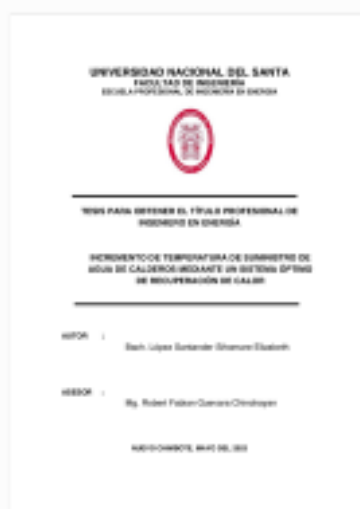 UNIVERSIDAD NACIONAL DEL SANTA
FACULTAD DE INGENIERÍA
ESCUELA PROFESIONAL DE INGENIERÍA EN ENERGÍA
TESIS PARA OBTENER EL TÍTULO PROFESIONAL DE
INGENIERO EN ENERGÍA
INCREMENTO DE TEMPERATURA DE SUMINISTRO DE
AGUA DE CALDEROS MEDIANTE UN SISTEMA ÓPTIMO
DE RECUPERACIÓN DE CALOR
AUTOR :
Bach. López Santander Elizabeth
ASESOR :
Mg. Robert Guevara Chinchayan
NUEVO CHIMBOTE, MAYO DEL